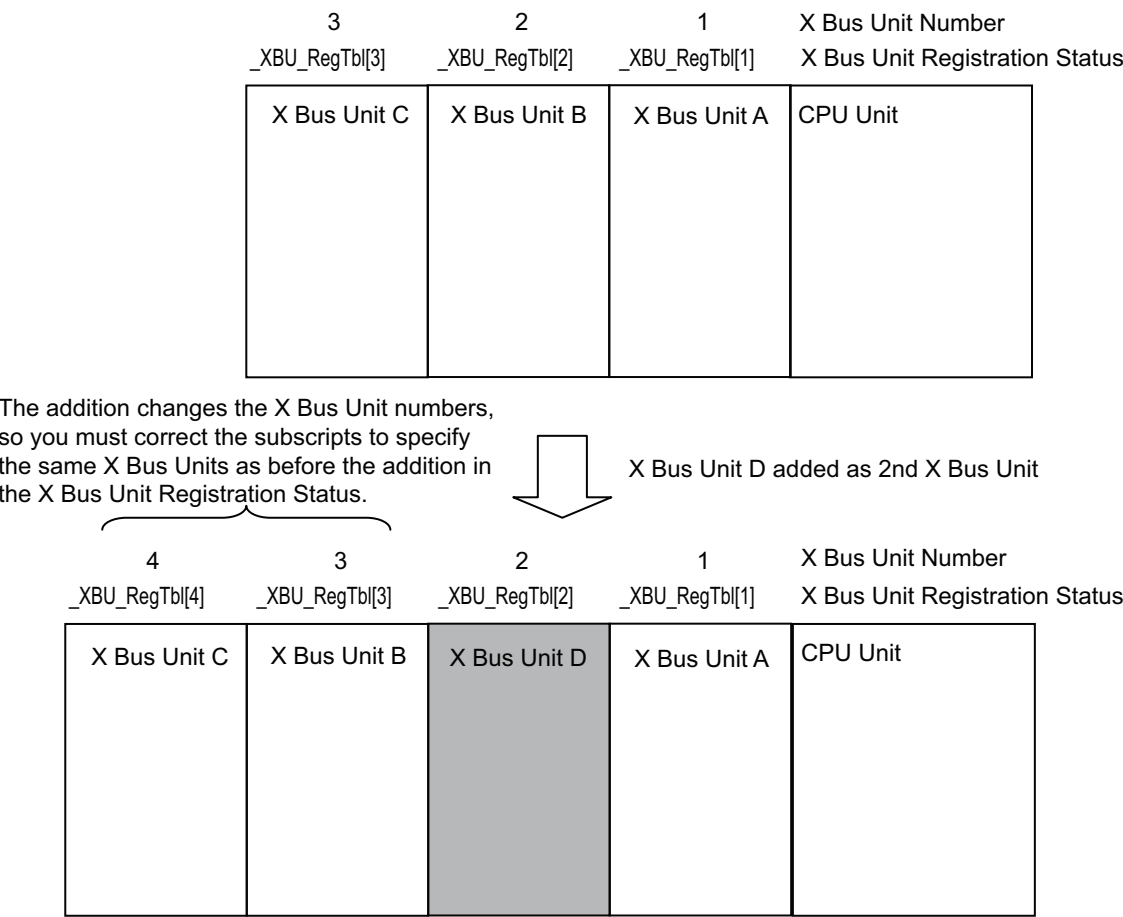 3 2 1 X Bus Unit Number
_XBU_RegTbl[3] _XBU_RegTbl[2] _XBU_RegTbl[1] X Bus Unit Registration Status
X Bus Unit C X Bus Unit B X Bus Unit A CPU Unit
The addition changes the X Bus Unit numbers,
so you must correct the subscripts to specify
the same X Bus Units as before the addition in
the X Bus Unit Registration Status.
X Bus Unit D added as 2nd X Bus Unit
4 3 2 1 X Bus Unit Number
_XBU_RegTbl[4] _XBU_RegTbl[3] _XBU_RegTbl[2] _XBU_RegTbl[1] X Bus Unit Registration Status
X Bus Unit C X Bus Unit B X Bus Unit D X Bus Unit A CPU Unit